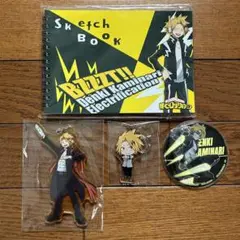 Sketch
BOOK
BZZZT!!
Denki Kaminari
Electrification
DENKI
KAMINARI